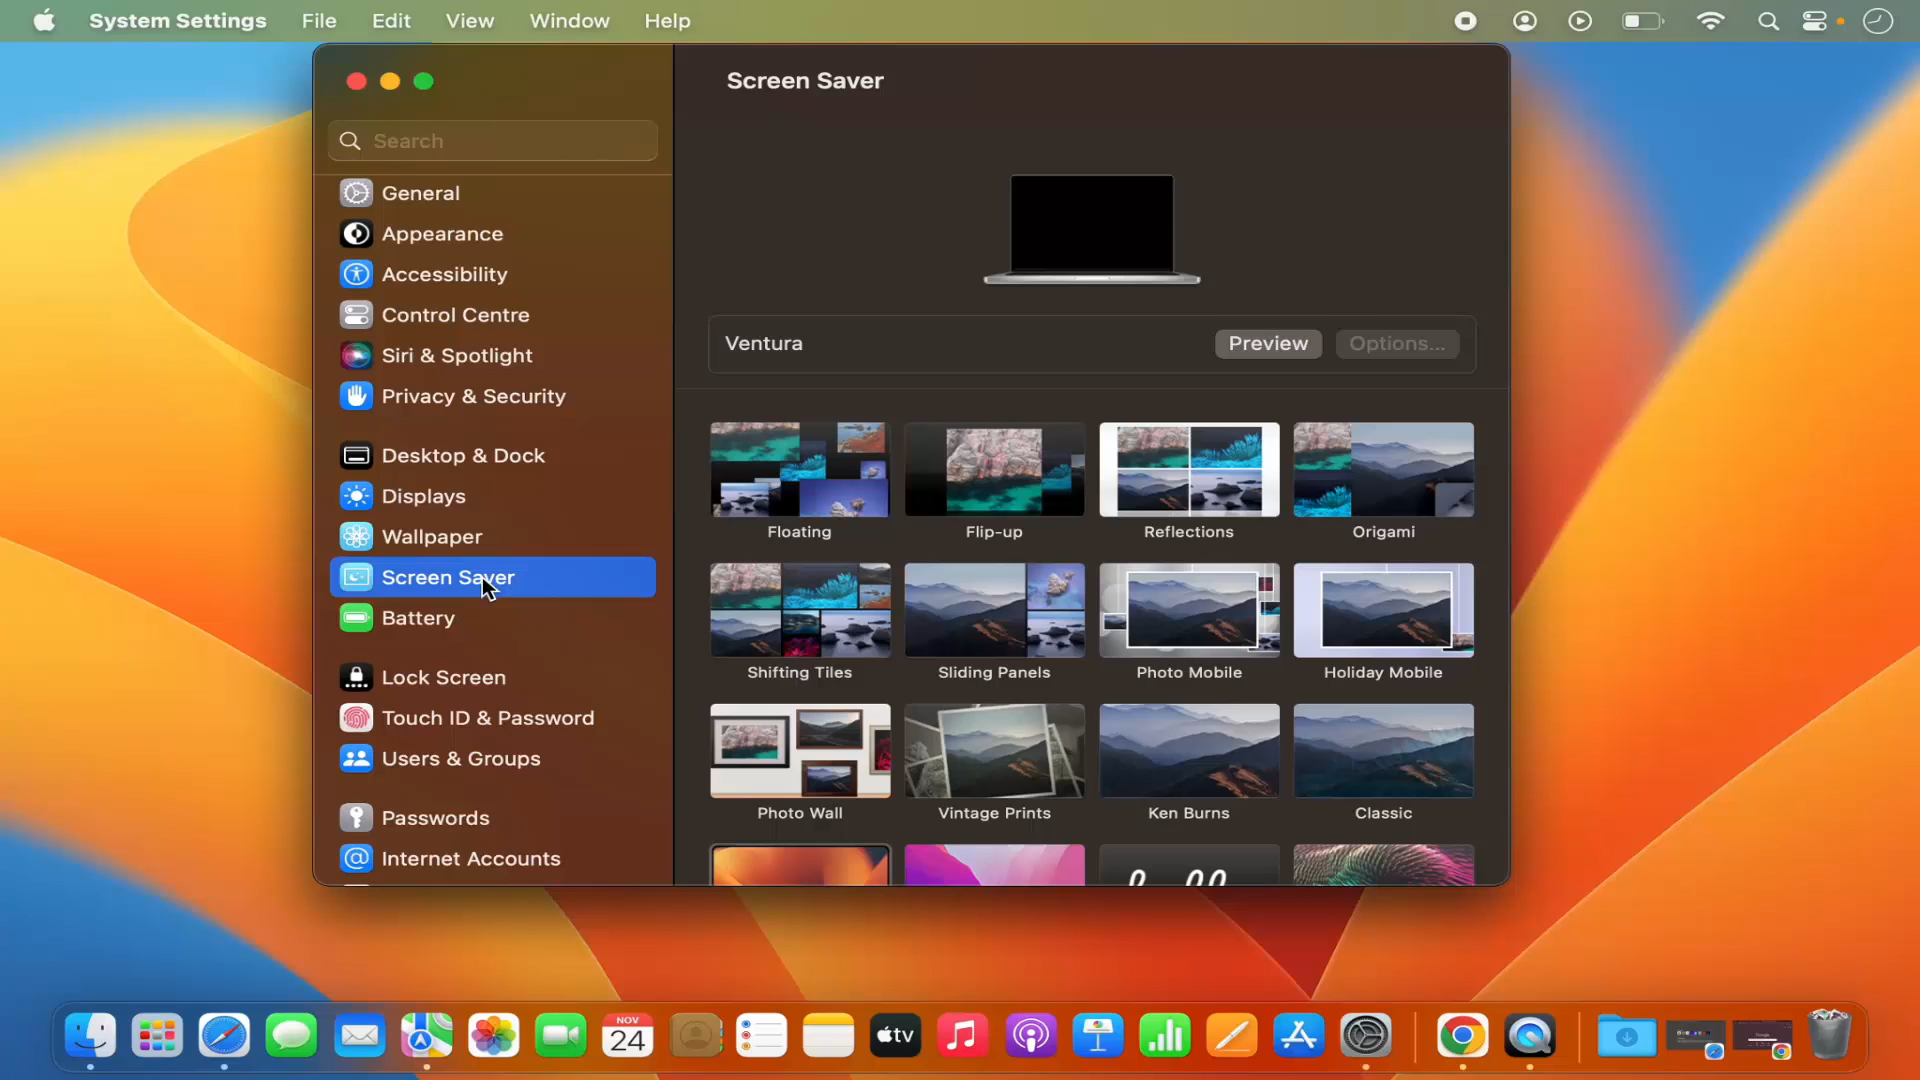 System Settings File Edit View Window Help
Screen Saver
Search
General
Appearance
Accessibility
Control Centre
Siri & Spotlight
Privacy & Security
Desktop & Dock
Displays
Wallpaper
Screen Saver
Battery
Lock Screen
Touch ID & Password
Users & Groups
Passwords
Internet Accounts
Ventura Preview Options...
Floating Flip-up Reflections Origami
Shifting Tiles Sliding Panels Photo Mobile Holiday Mobile
Photo Wall Vintage Prints Ken Burns Classic
NOV
24
tv